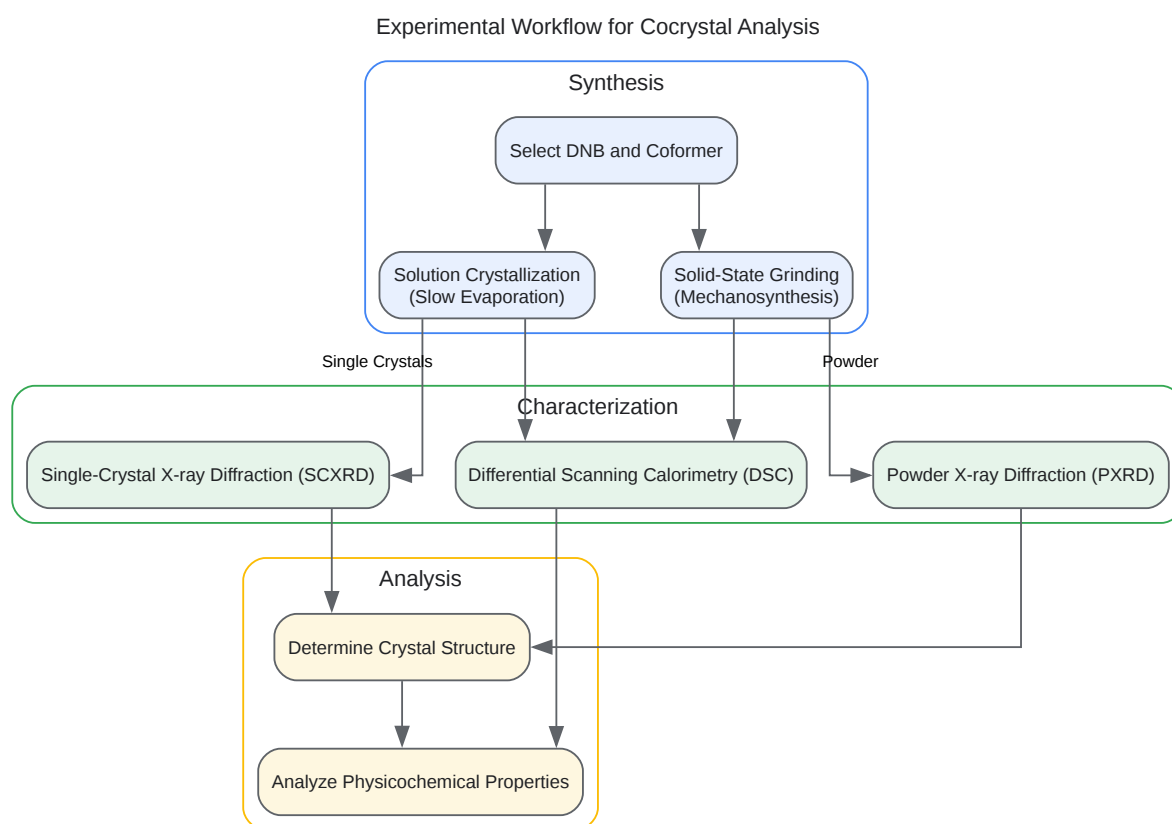 Experimental Workflow for Cocrystal Analysis
Synthesis
Select DNB and Coformer
Solution Crystallization
(Slow Evaporation)
Solid-State Grinding
(Mechanosynthesis)
Single Crystals
Powder
Characterization
Single-Crystal X-ray Diffraction (SCXRD)
Differential Scanning Calorimetry (DSC)
Powder X-ray Diffraction (PXRD)
Analysis
Determine Crystal Structure
Analyze Physicochemical Properties